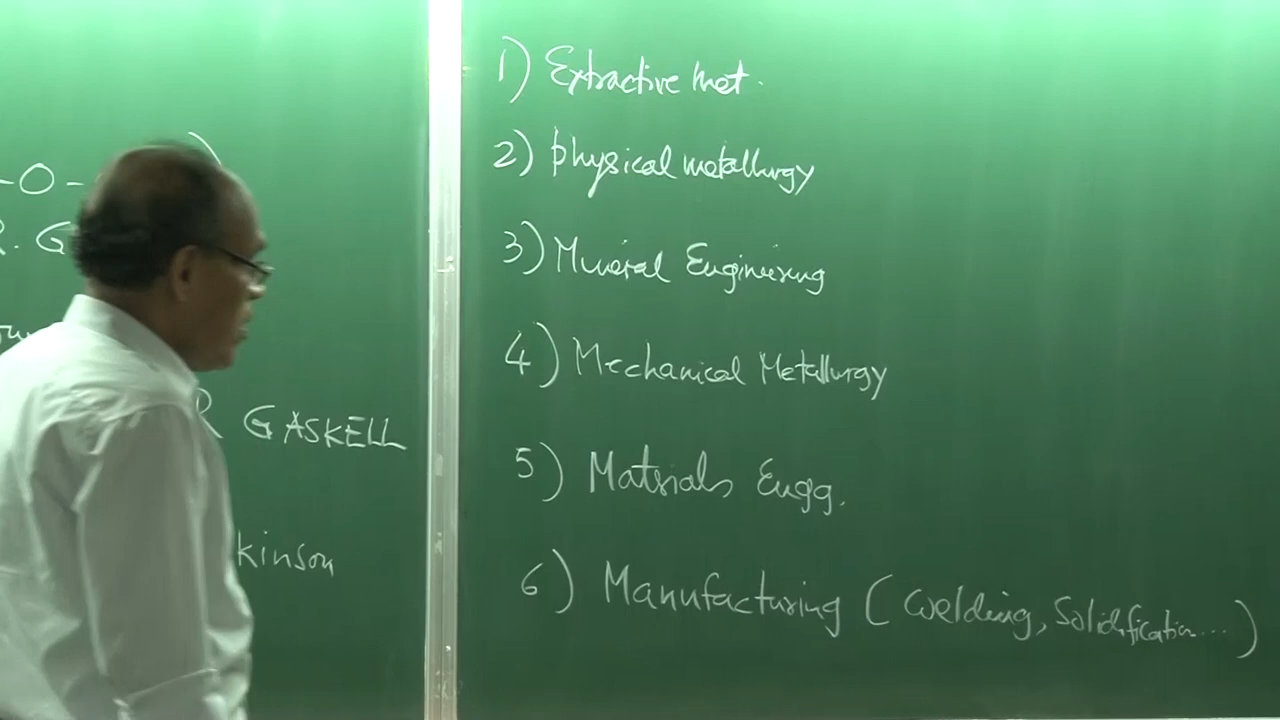 -O-
R. G
R GASKELL
kinson
1) Extractive met.
2) physical metallurgy
3) Mineral Engineering
4) Mechanical Metallurgy
5) Materials Engg.
6) Manufacturing (welding, Solidification...)